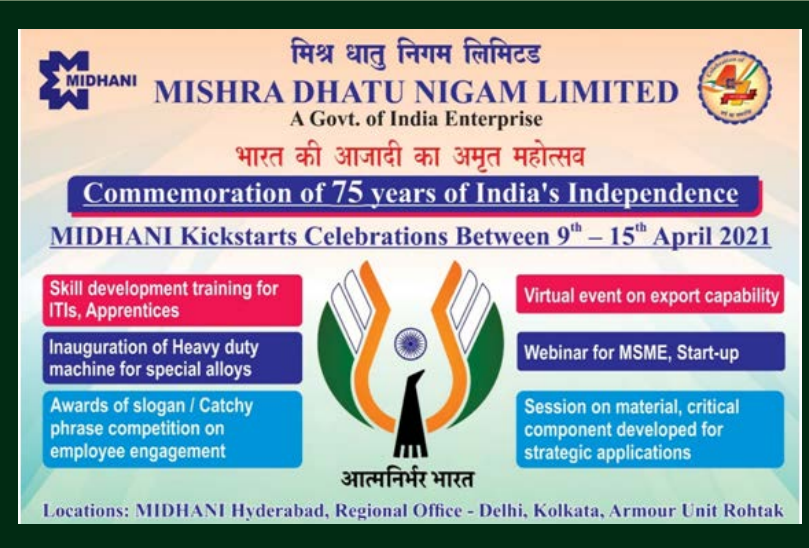 मिश्र धातु निगम लिमिटड
MIDHANI
MISHRA DHATU NIGAM LIMITED
A Govt. of India Enterprise
भारत की आजादी का अमृत महोत्सव
Commemoration of 75 years of India's Independence
MIDHANI Kickstarts Celebrations Between 9th – 15th April 2021
Skill development training for
ITIs, Apprentices
Inauguration of Heavy duty
machine for special alloys
Awards of slogan / Catchy
phrase competition on
employee engagement
Virtual event on export capability
Webinar for MSME, Start-up
Session on material, critical
component developed for
strategic applications
आत्मनिर्भर भारत
Locations: MIDHANI Hyderabad, Regional Office - Delhi, Kolkata, Armour Unit Rohtak